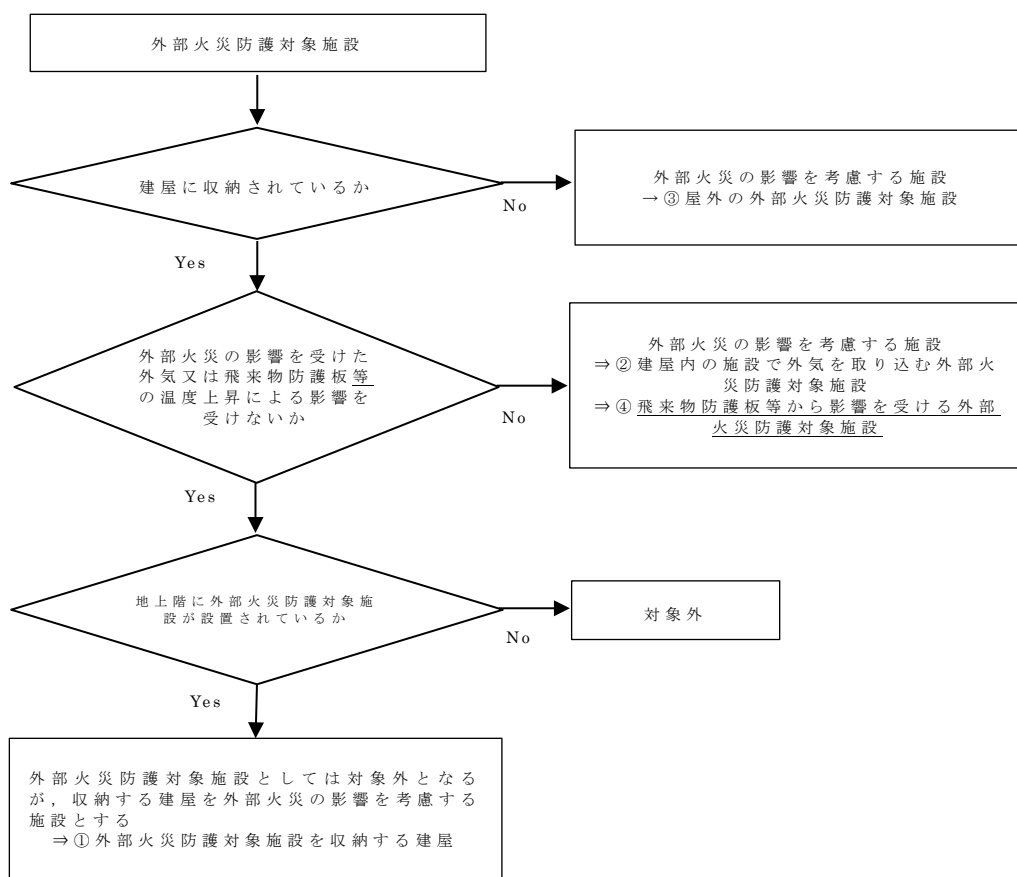 外部火災防護対象施設
建屋に収納されているか
No
外部火災の影響を考慮する施設
→③屋外の外部火災防護対象施設
Yes
外部火災の影響を受けた
外気又は飛来物防護板等
の温度上昇による影響を
受けないか
No
外部火災の影響を考慮する施設
⇒②建屋内の施設で外気を取り込む外部火
災防護対象施設
⇒④飛来物防護板等から影響を受ける外部
火災防護対象施設
Yes
地上階に外部火災防護対象施
設が設置されているか
No
対象外
Yes
外部火災防護対象施設としては対象外となる
が，収納する建屋を外部火災の影響を考慮する
施設とする
⇒①外部火災防護対象施設を収納する建屋